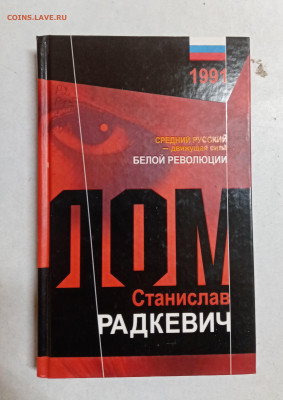 COINS.LAVE.RU
1991
СРЕДНИЙ РУССКИЙ
– движущая сила
БЕЛОЙ РЕВОЛЮЦИИ
ЛОМ
Станислав
РАДКЕВИЧ